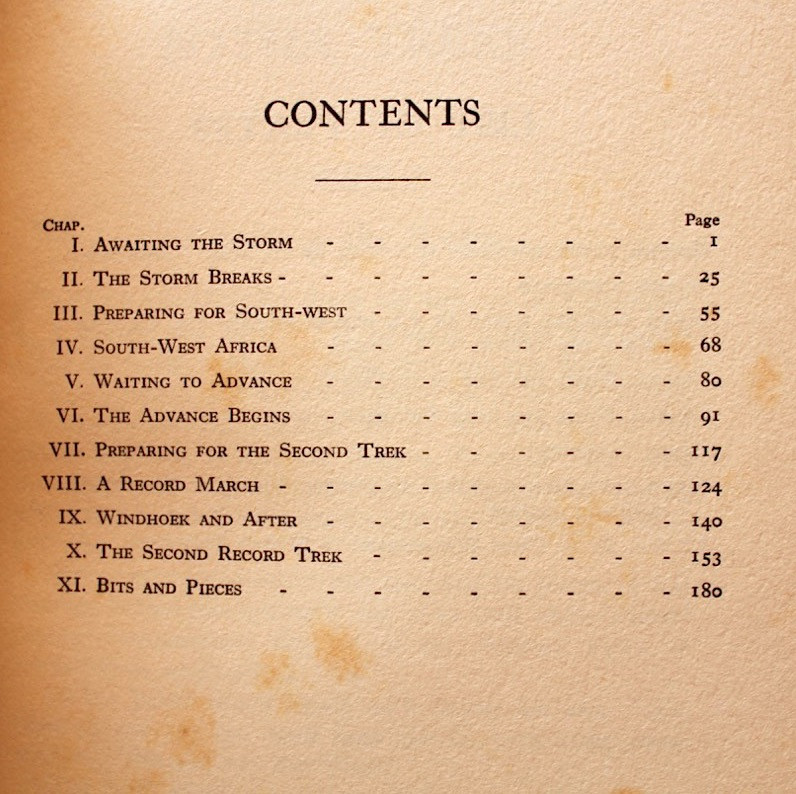 CONTENTS
CHAP. Page
I. AWAITING THE STORM - - - - - - - - 1
II. THE STORM BREAKS - - - - - - - - - 25
III. PREPARING FOR SOUTH-WEST - - - - - - - 55
IV. SOUTH-WEST AFRICA - - - - - - - - 68
V. WAITING TO ADVANCE - - - - - - - - 80
VI. THE ADVANCE BEGINS - - - - - - - - 91
VII. PREPARING FOR THE SECOND TREK - - - - - - 117
VIII. A RECORD MARCH - - - - - - - - - 124
IX. WINDHOEK AND AFTER - - - - - - - - 140
X. THE SECOND RECORD TREK - - - - - - - 153
XI. BITS AND PIECES - - - - - - - - - 180